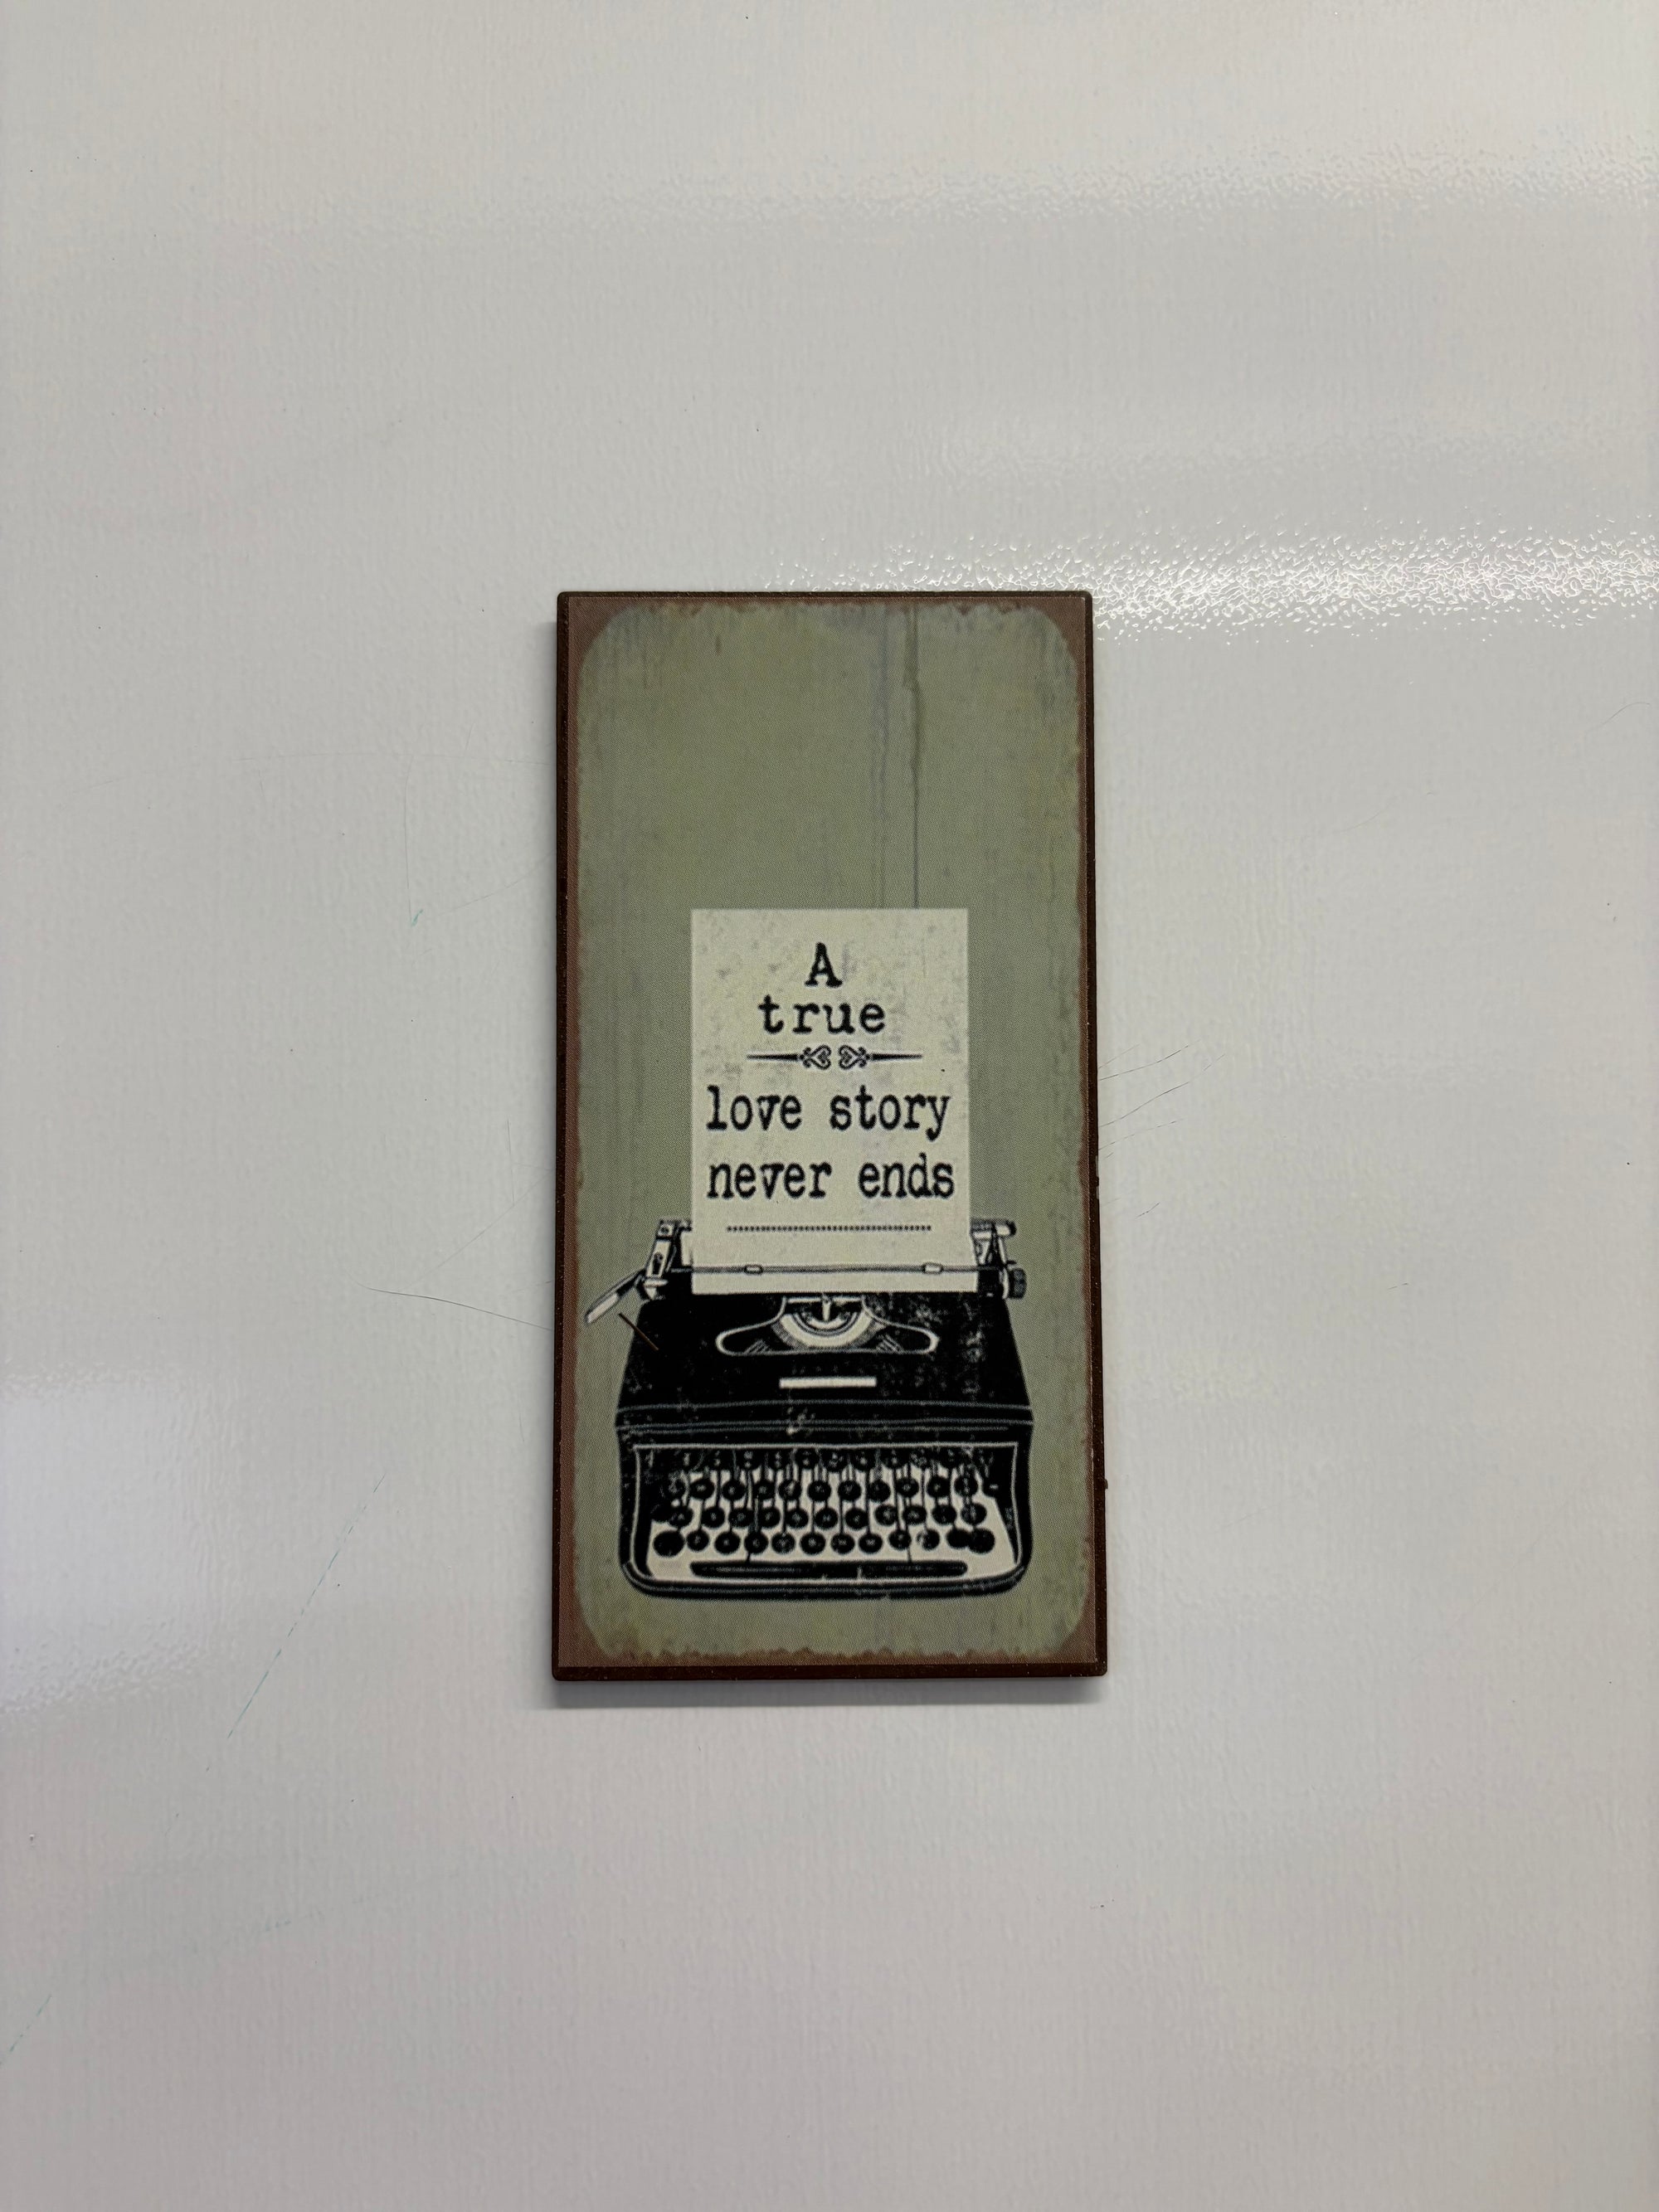 A
true
love story
never ends